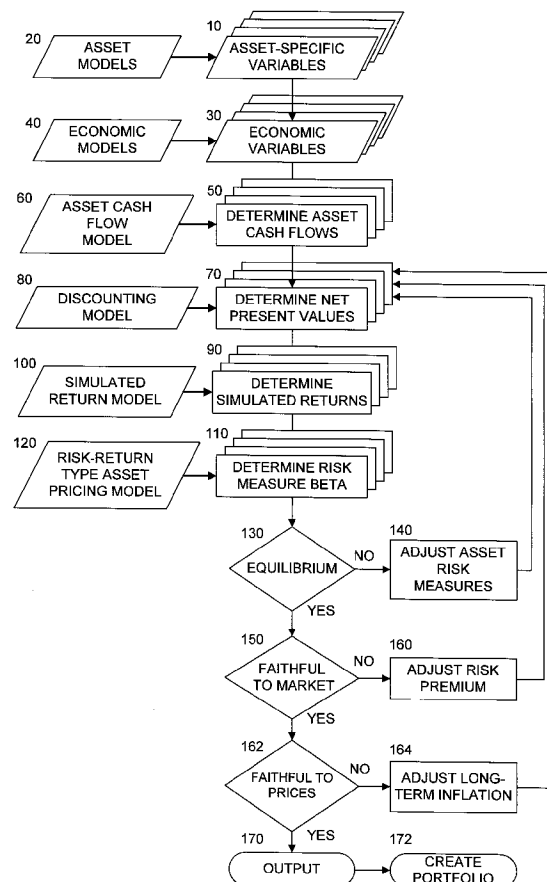 10
20
ASSET
MODELS
ASSET-SPECIFIC
VARIABLES
30
40
ECONOMIC MODELS
ECONOMIC
VARIABLES
50
60
ASSET CASH
FLOW
MODEL
DETERMINE ASSET
CASH FLOWS
70
80
DISCOUNTING
MODEL
DETERMINE NET
PRESENT VALUES
90
100
SIMULATED
RETURN MODEL
DETERMINE
SIMULATED RETURNS
110
120
RISK-RETURN
TYPE ASSET
PRICING MODEL
DETERMINE RISK
MEASURE BETA
130
140
EQUILIBRIUM
NO
ADJUST ASSET
RISK
MEASURES
YES
150
160
FAITHFUL
TO MARKET
NO
ADJUST RISK
PREMIUM
YES
162
164
FAITHFUL TO
PRICES
NO
ADJUST LONG-
TERM INFLATION
YES
170
172
OUTPUT
CREATE
PORTFOLIO